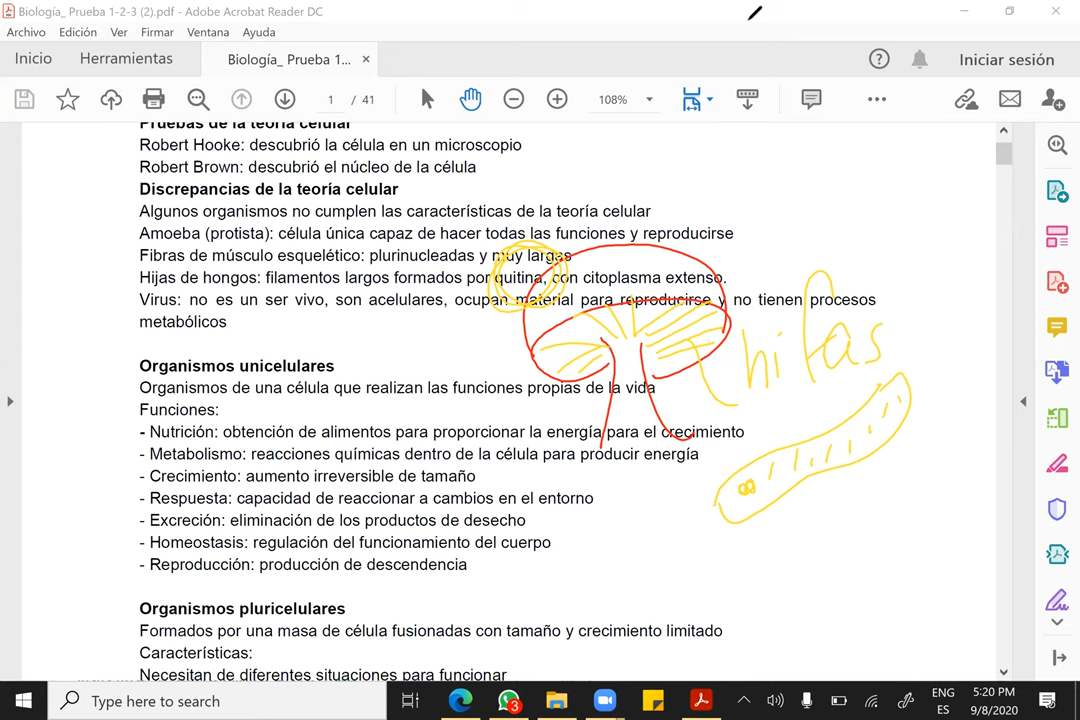 Biología_ Prueba 1-2-3 (2).pdf - Adobe Acrobat Reader DC
Archivo Edición Ver Firmar Ventana Ayuda
Inicio Herramientas Biología_ Prueba 1... × Iniciar sesión
1 / 41 108%
Pruebas de la teoría celular
Robert Hooke: descubrió la célula en un microscopio
Robert Brown: descubrió el núcleo de la célula
Discrepancias de la teoría celular
Algunos organismos no cumplen las características de la teoría celular
Amoeba (protista): célula única capaz de hacer todas las funciones y reproducirse
Fibras de músculo esquelético: plurinucleadas y muy largas
Hijas de hongos: filamentos largos formados por quitina, con citoplasma extenso.
Virus: no es un ser vivo, son acelulares, ocupan material para reproducirse y no tienen procesos
metabólicos
hifas
Organismos unicelulares
Organismos de una célula que realizan las funciones propias de la vida
Funciones:
- Nutrición: obtención de alimentos para proporcionar la energía para el crecimiento
- Metabolismo: reacciones químicas dentro de la célula para producir energía
- Crecimiento: aumento irreversible de tamaño
- Respuesta: capacidad de reaccionar a cambios en el entorno
- Excreción: eliminación de los productos de desecho
- Homeostasis: regulación del funcionamiento del cuerpo
- Reproducción: producción de descendencia
Organismos pluricelulares
Formados por una masa de célula fusionadas con tamaño y crecimiento limitado
Características:
Necesitan de diferentes situaciones para funcionar
Type here to search
3
ENG
ES
5:20 PM
9/8/2020